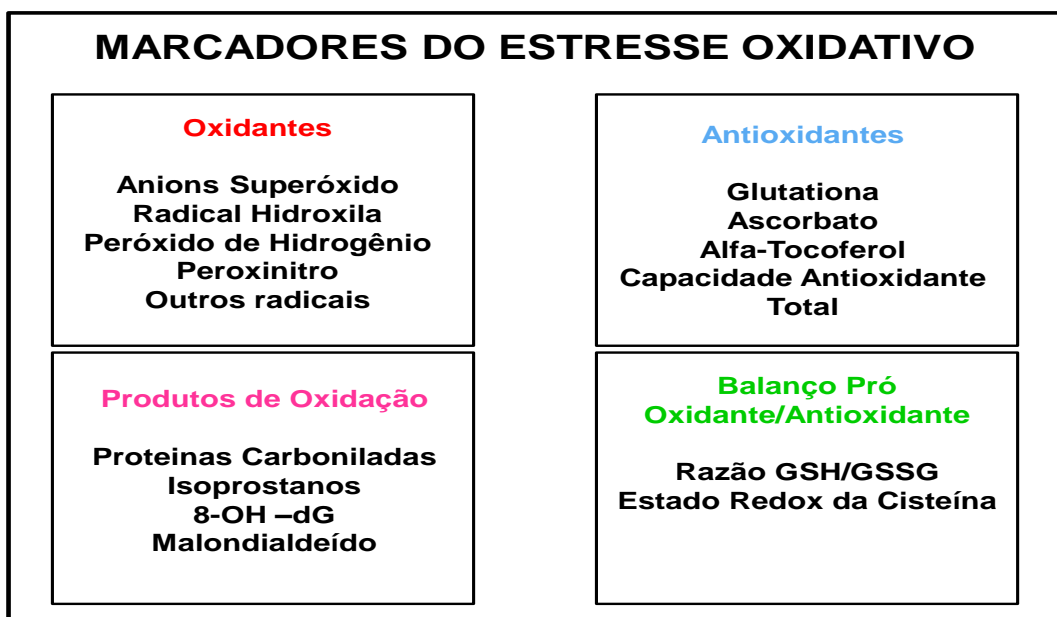 MARCADORES DO ESTRESSE OXIDATIVO
Oxidantes
Anions Superóxido
Radical Hidroxila
Peróxido de Hidrogênio
Peroxinitro
Outros radicais
Antioxidantes
Glutationa
Ascorbato
Alfa-Tocoferol
Capacidade Antioxidante
Total
Produtos de Oxidação
Proteinas Carboniladas
Isoprostanos
8-OH –dG
Malondialdeído
Balanço Pró
Oxidante/Antioxidante
Razão GSH/GSSG
Estado Redox da Cisteína